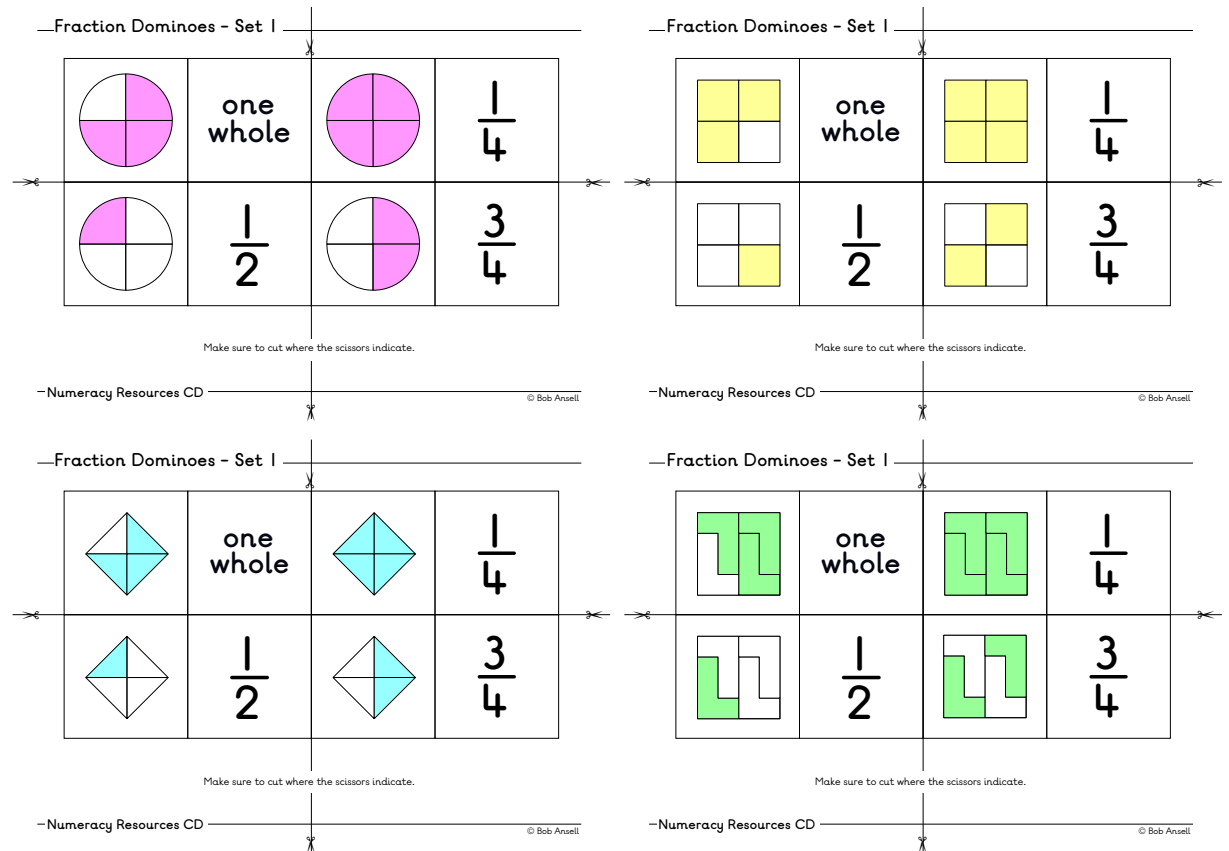 Fraction Dominoes - Set 1
one
whole
1
4
1
2
3
4
Make sure to cut where the scissors indicate.
Numeracy Resources CD
© Bob Ansell
Fraction Dominoes - Set 1
one
whole
1
4
1
2
3
4
Make sure to cut where the scissors indicate.
Numeracy Resources CD
© Bob Ansell
Fraction Dominoes - Set 1
one
whole
1
4
1
2
3
4
Make sure to cut where the scissors indicate.
Numeracy Resources CD
© Bob Ansell
Fraction Dominoes - Set 1
one
whole
1
4
1
2
3
4
Make sure to cut where the scissors indicate.
Numeracy Resources CD
© Bob Ansell